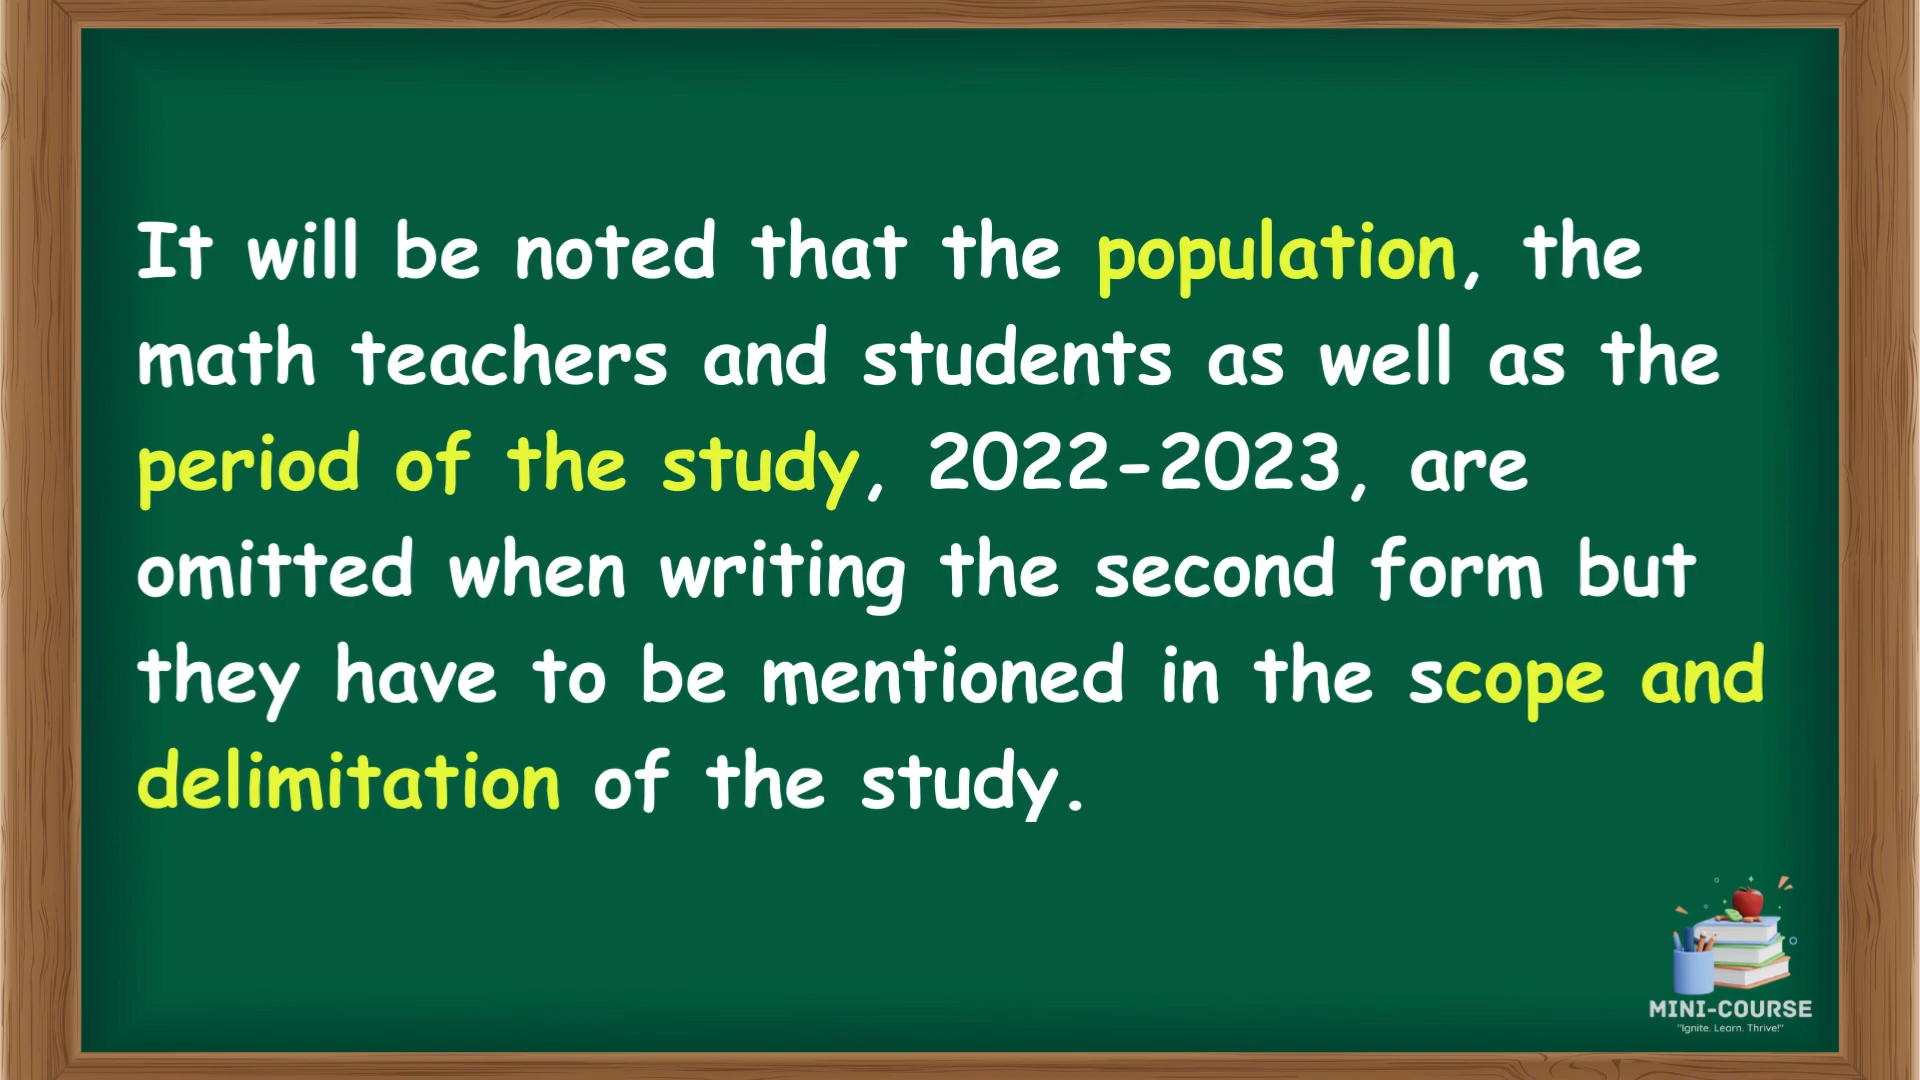 It will be noted that the population, the
math teachers and students as well as the
period of the study, 2022-2023, are
omitted when writing the second form but
they have to be mentioned in the scope and
delimitation of the study.
MINI-COURSE
"Ignite. Learn. Thrive!"